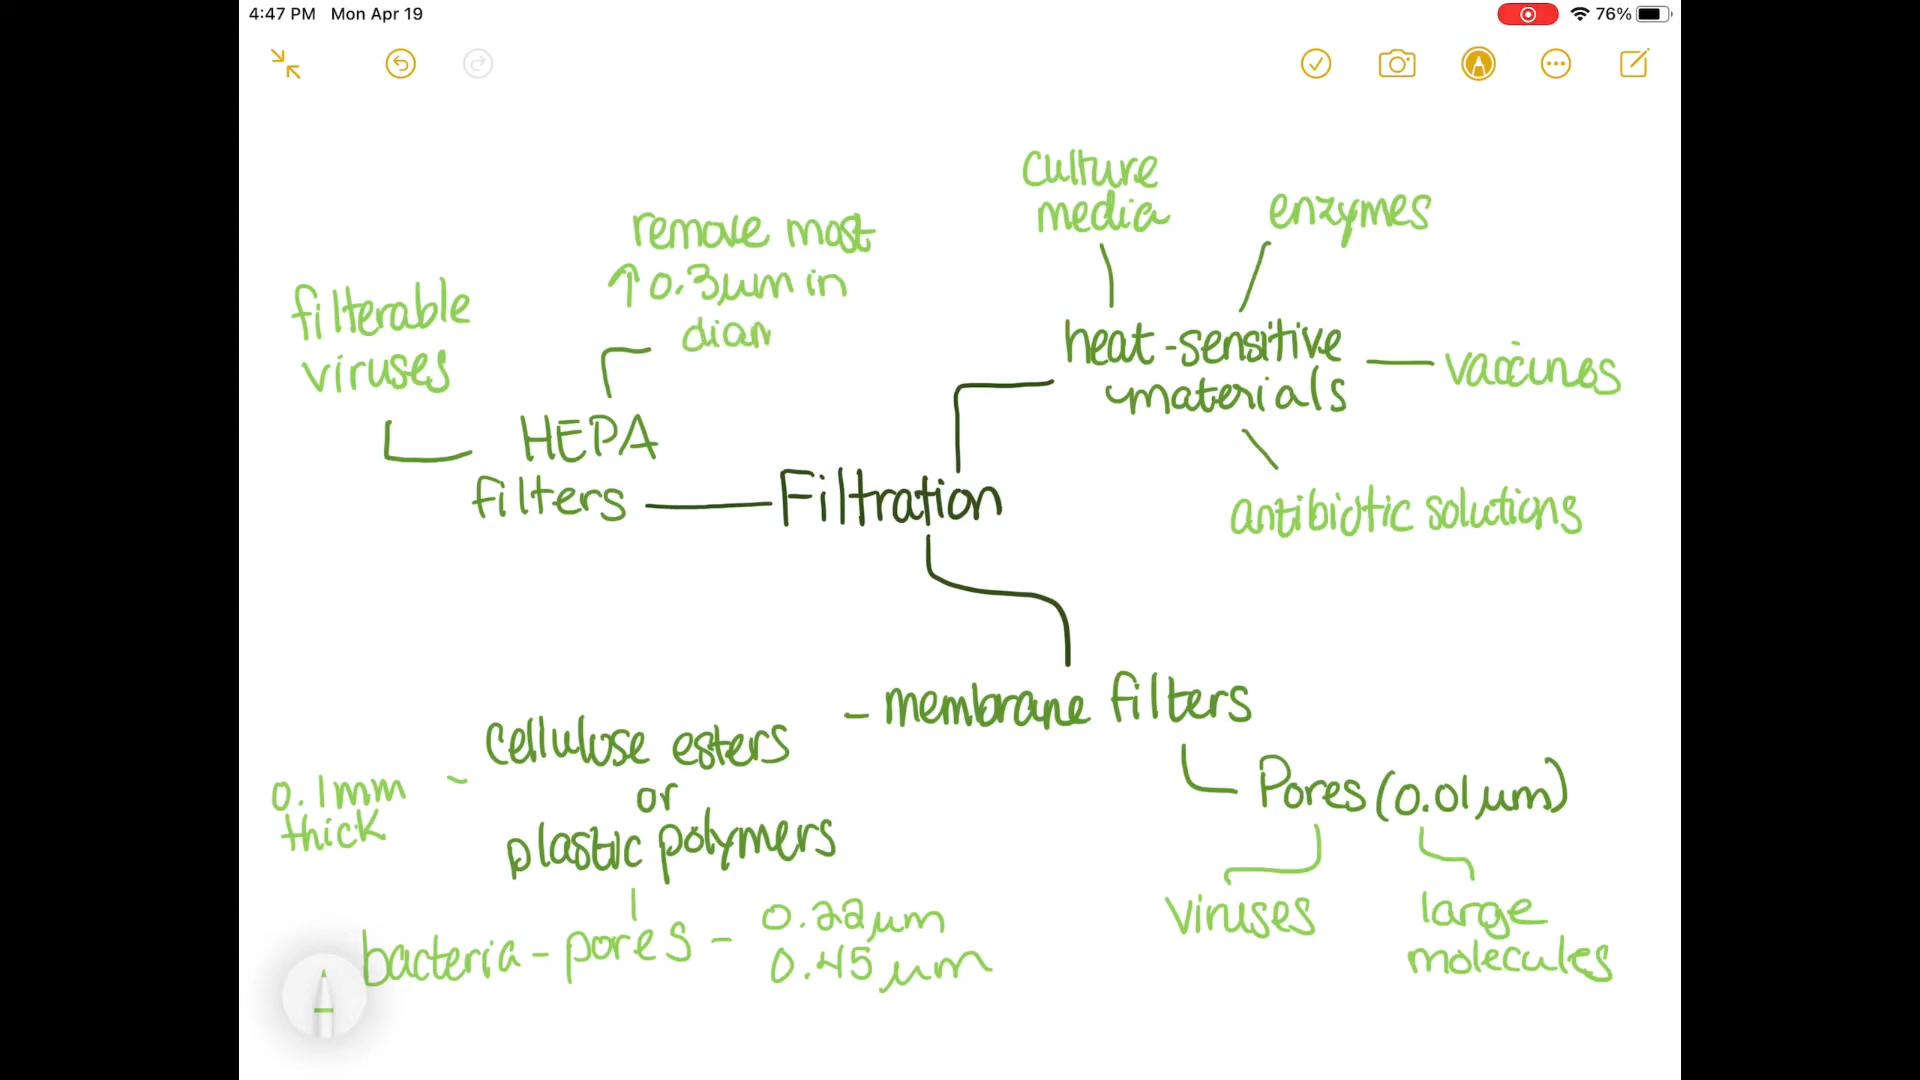 4:47 PM Mon Apr 19
76%
culture
media
enzymes
remove most
↑0.3μm in
diam
filterable
viruses
heat-sensitive
materials
vaccines
HEPA
filters
Filtration
antibiotic solutions
- membrane filters
cellulose esters
or
plastic polymers
0.1mm
thick
Pores (0.01μm)
viruses
large
molecules
bacteria - pores - 0.22μm
0.45μm